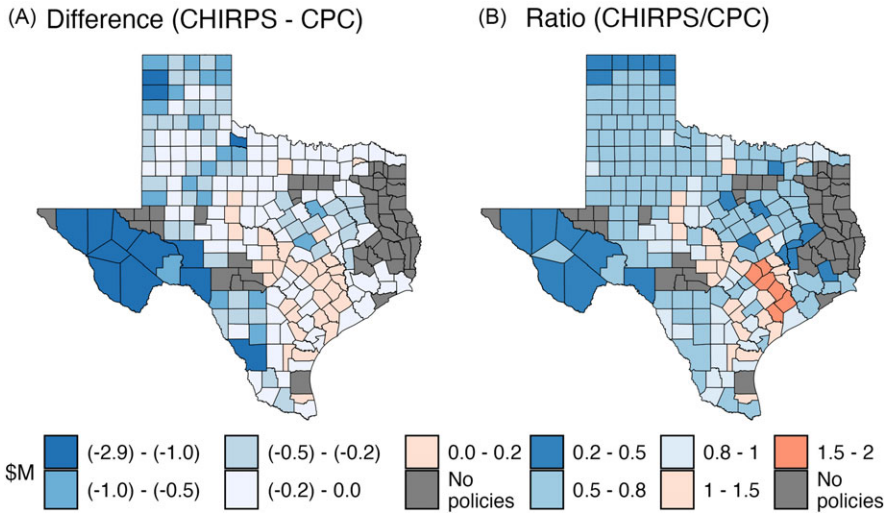 (A) Difference (CHIRPS - CPC)
(B) Ratio (CHIRPS/CPC)
$M
(-2.9) - (-1.0)
(-1.0) - (-0.5)
(-0.5) - (-0.2)
(-0.2) - 0.0
0.0 - 0.2
No
policies
0.2 - 0.5
0.5 - 0.8
0.8 - 1
1 - 1.5
1.5 - 2
No
policies